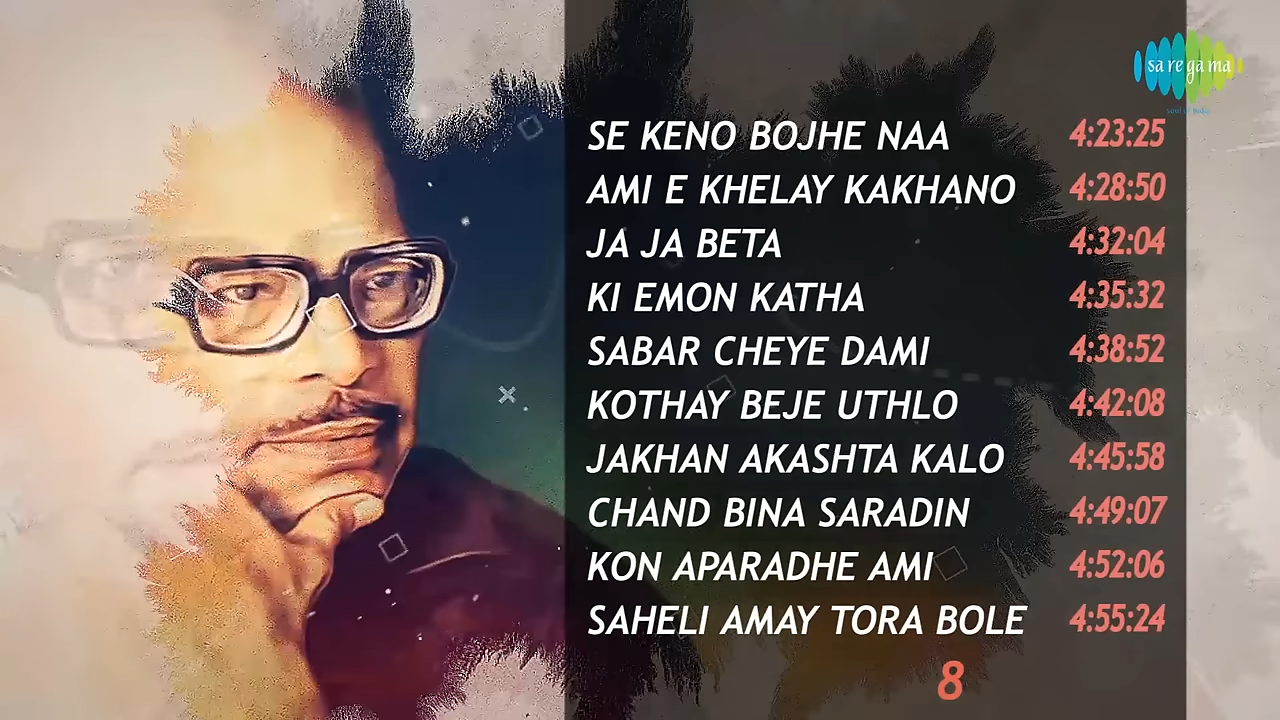 sa re ga ma
SE KENO BOJHE NAA 4:23:25
AMI E KHELAY KAKHANO 4:28:50
JA JA BETA 4:32:04
KI EMON KATHA 4:35:32
SABAR CHEYE DAMI 4:38:52
KOTHAY BEJE UTHLO 4:42:08
JAKHAN AKASHTA KALO 4:45:58
CHAND BINA SARADIN 4:49:07
KON APARADHE AMI 4:52:06
SAHELI AMAY TORA BOLE 4:55:24
8